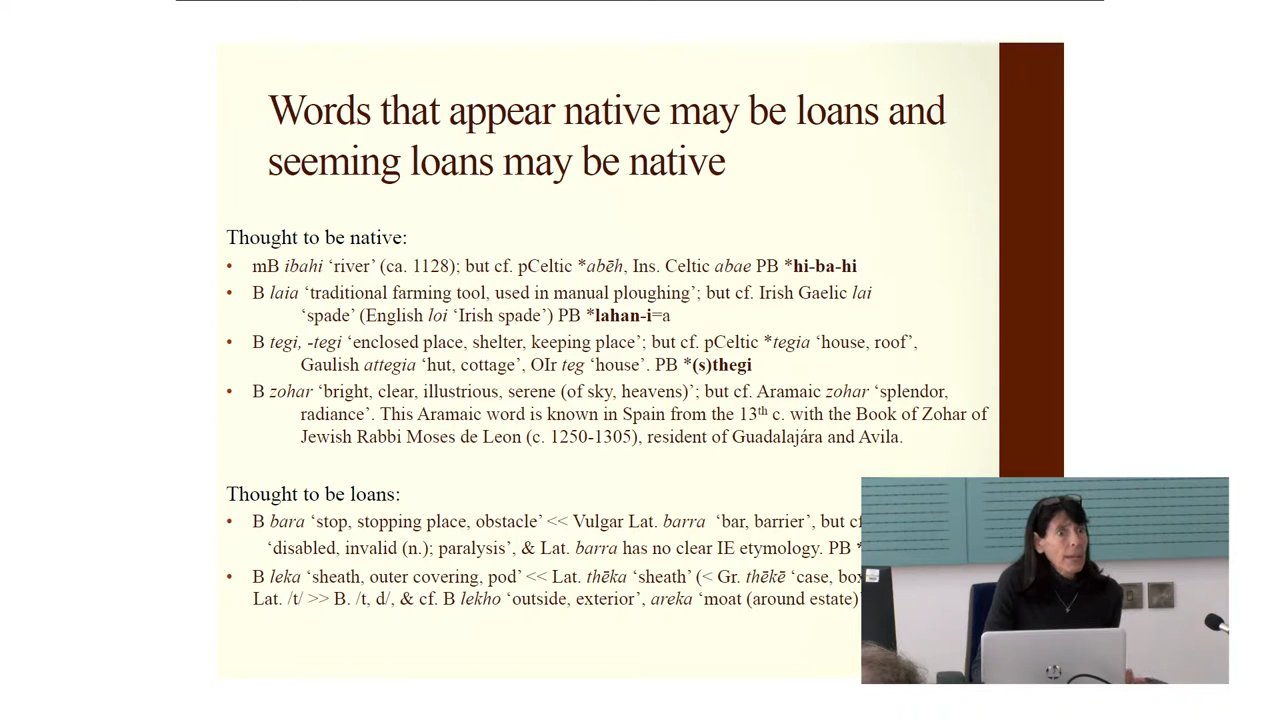 Words that appear native may be loans and
seeming loans may be native
Thought to be native:
• mB ibahi ‘river’ (ca. 1128); but cf. pCeltic *abēh, Ins. Celtic abae PB *hi-ba-hi
• B laia ‘traditional farming tool, used in manual ploughing’; but cf. Irish Gaelic lai
‘spade’ (English loi ‘Irish spade’) PB *lahan-i=a
• B tegi, -tegi ‘enclosed place, shelter, keeping place’; but cf. pCeltic *tegia ‘house, roof’,
Gaulish attegia ‘hut, cottage’, OIr teg ‘house’. PB *(s)thegi
• B zohar ‘bright, clear, illustrious, serene (of sky, heavens)’; but cf. Aramaic zohar ‘splendor,
radiance’. This Aramaic word is known in Spain from the 13th c. with the Book of Zohar of
Jewish Rabbi Moses de Leon (c. 1250-1305), resident of Guadalajára and Avila.
Thought to be loans:
• B bara ‘stop, stopping place, obstacle’ << Vulgar Lat. barra ‘bar, barrier’, but cf
‘disabled, invalid (n.); paralysis’, & Lat. barra has no clear IE etymology. PB *
• B leka ‘sheath, outer covering, pod’ << Lat. thēka ‘sheath’ (< Gr. thēkē ‘case, box
Lat. /t/ >> B. /t, d/, & cf. B lekho ‘outside, exterior’, areka ‘moat (around estate)’
hp